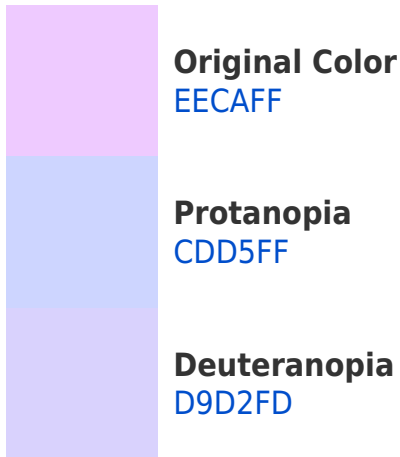 Original Color
EECAFF
Protanopia
CDD5FF
Deuteranopia
D9D2FD